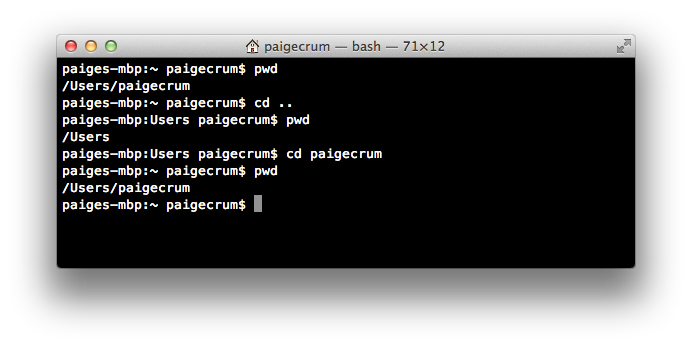 paigecrum — bash — 71×12
paiges-mbp:~ paigecrum$ pwd
/Users/paigecrum
paiges-mbp:~ paigecrum$ cd ..
paiges-mbp:Users paigecrum$ pwd
/Users
paiges-mbp:Users paigecrum$ cd paigecrum
paiges-mbp:~ paigecrum$ pwd
/Users/paigecrum
paiges-mbp:~ paigecrum$